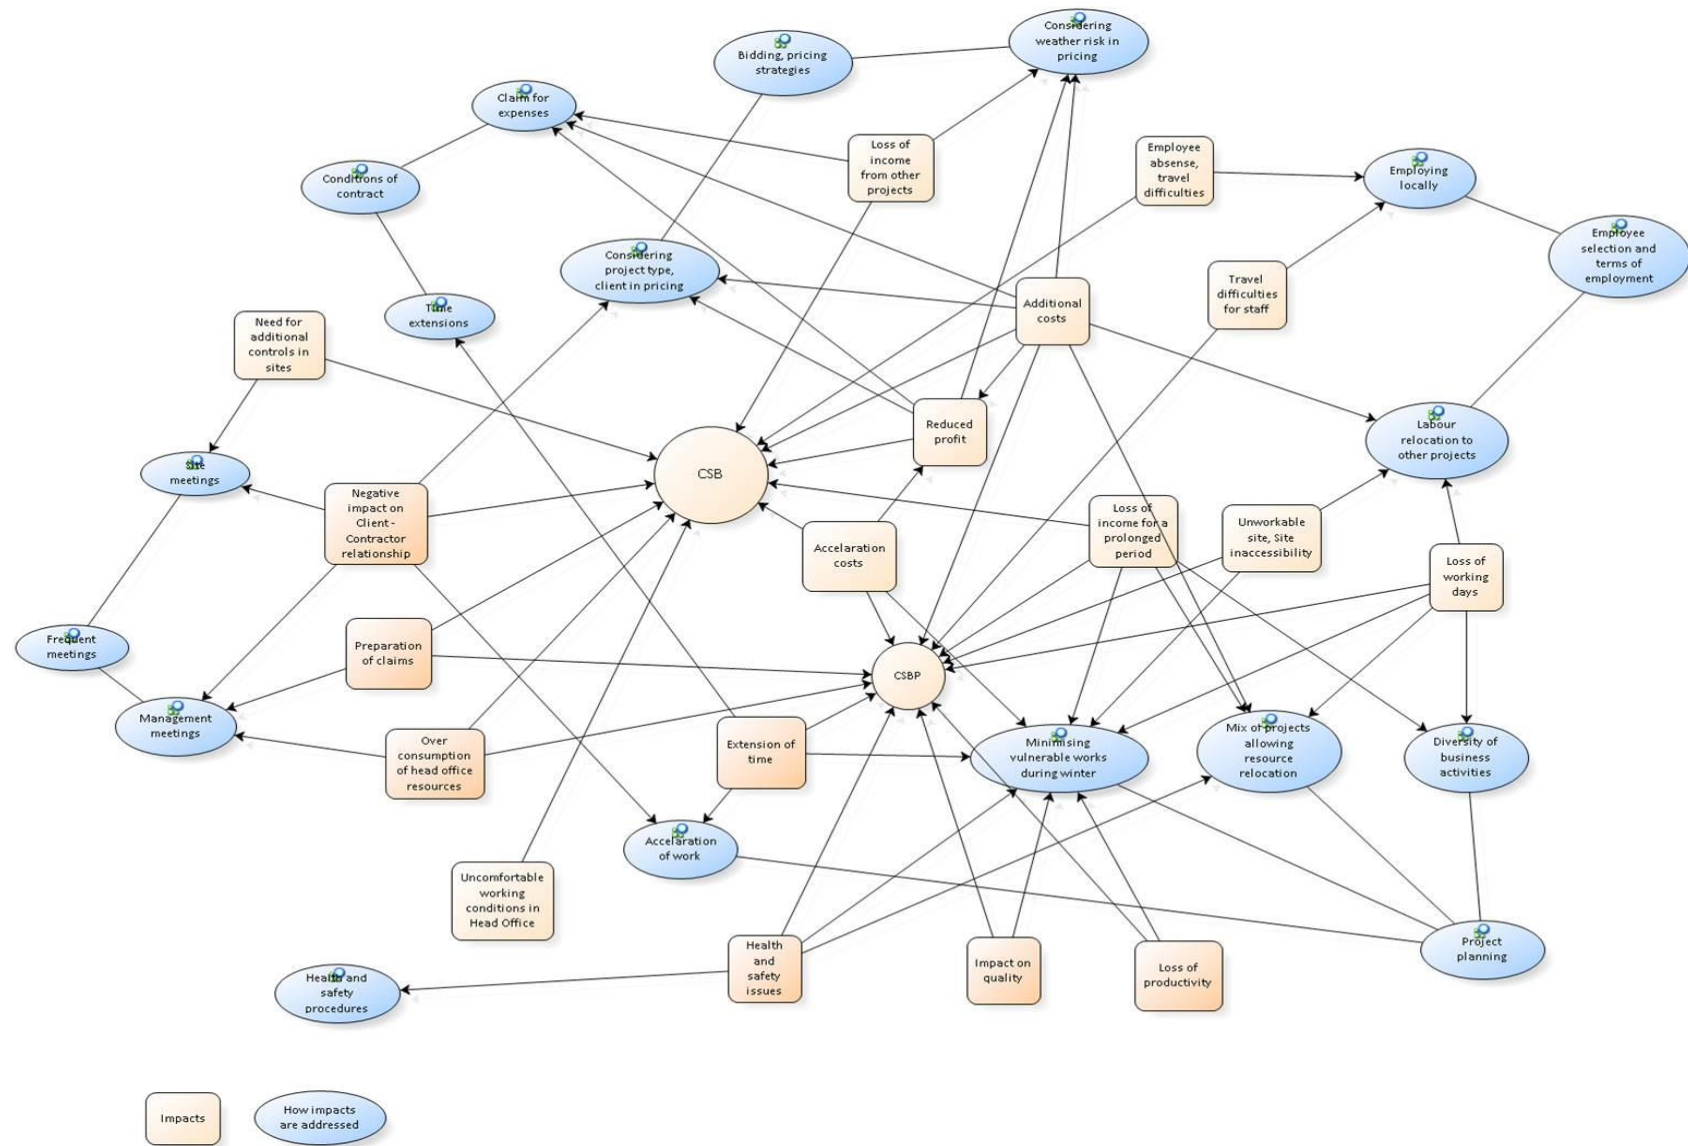 Considering
weather risk in
pricing
Bidding, pricing
strategies
Claim for
expenses
Loss of
income
from other
projects
Employee
absense,
travel
difficulties
Employing
locally
Conditions of
contract
Employee
selection and
terms of
employment
Considering
project type,
client in pricing
Travel
difficulties
for staff
Additional
costs
Time
extensions
Need for
additional
controls in
sites
Reduced
profit
Labour
relocation to
other projects
CSB
Site
meetings
Negative
impact on
Client -
Contractor
relationship
Loss of
income for a
prolonged
period
Unworkable
site, Site
inaccessibility
Accelaration
costs
Loss of
working
days
Frequent
meetings
Preparation
of claims
CSBP
Management
meetings
Over
consumption
of head office
resources
Extension of
time
Minimising
vulnerable works
during winter
Mix of projects
allowing
resource
relocation
Diversity of
business
activities
Accelaration
of work
Uncomfortable
working
conditions in
Head Office
Project
planning
Health
and
safety
issues
Impact on
quality
Loss of
productivity
Health and
safety
procedures
Impacts
How impacts
are addressed